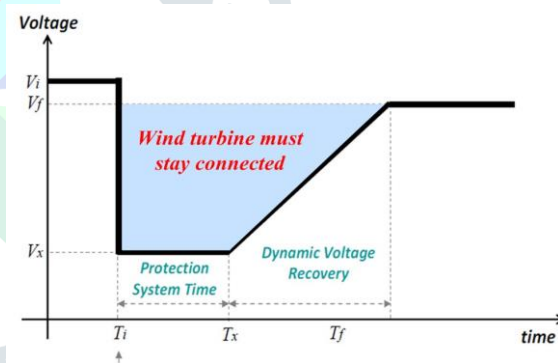 Voltage
Vi
Vf
Wind turbine must
stay connected
Vx
Protection
System Time
Dynamic Voltage
Recovery
Ti
Tx
Tf
time